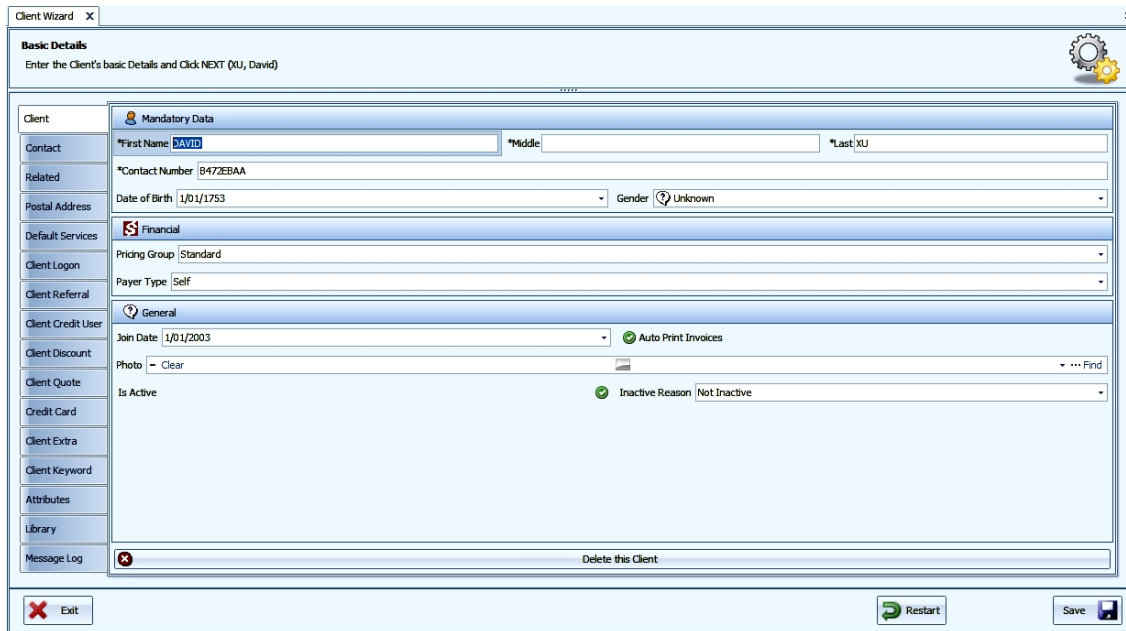 Client Wizard X
Basic Details
Enter the Client's basic Details and Click NEXT (XU, David)
Client
Contact
Related
Postal Address
Default Services
Client Logon
Client Referral
Client Credit User
Client Discount
Client Quote
Credit Card
Client Extra
Client Keyword
Attributes
Library
Message Log
Mandatory Data
*First Name DAVID *Middle *Last XU
*Contact Number B472EBAA
Date of Birth 1/01/1753 Gender Unknown
Financial
Pricing Group Standard
Payer Type Self
General
Join Date 1/01/2003 Auto Print Invoices
Photo Clear Find
Is Active Inactive Reason Not Inactive
Delete this Client
Exit Restart Save